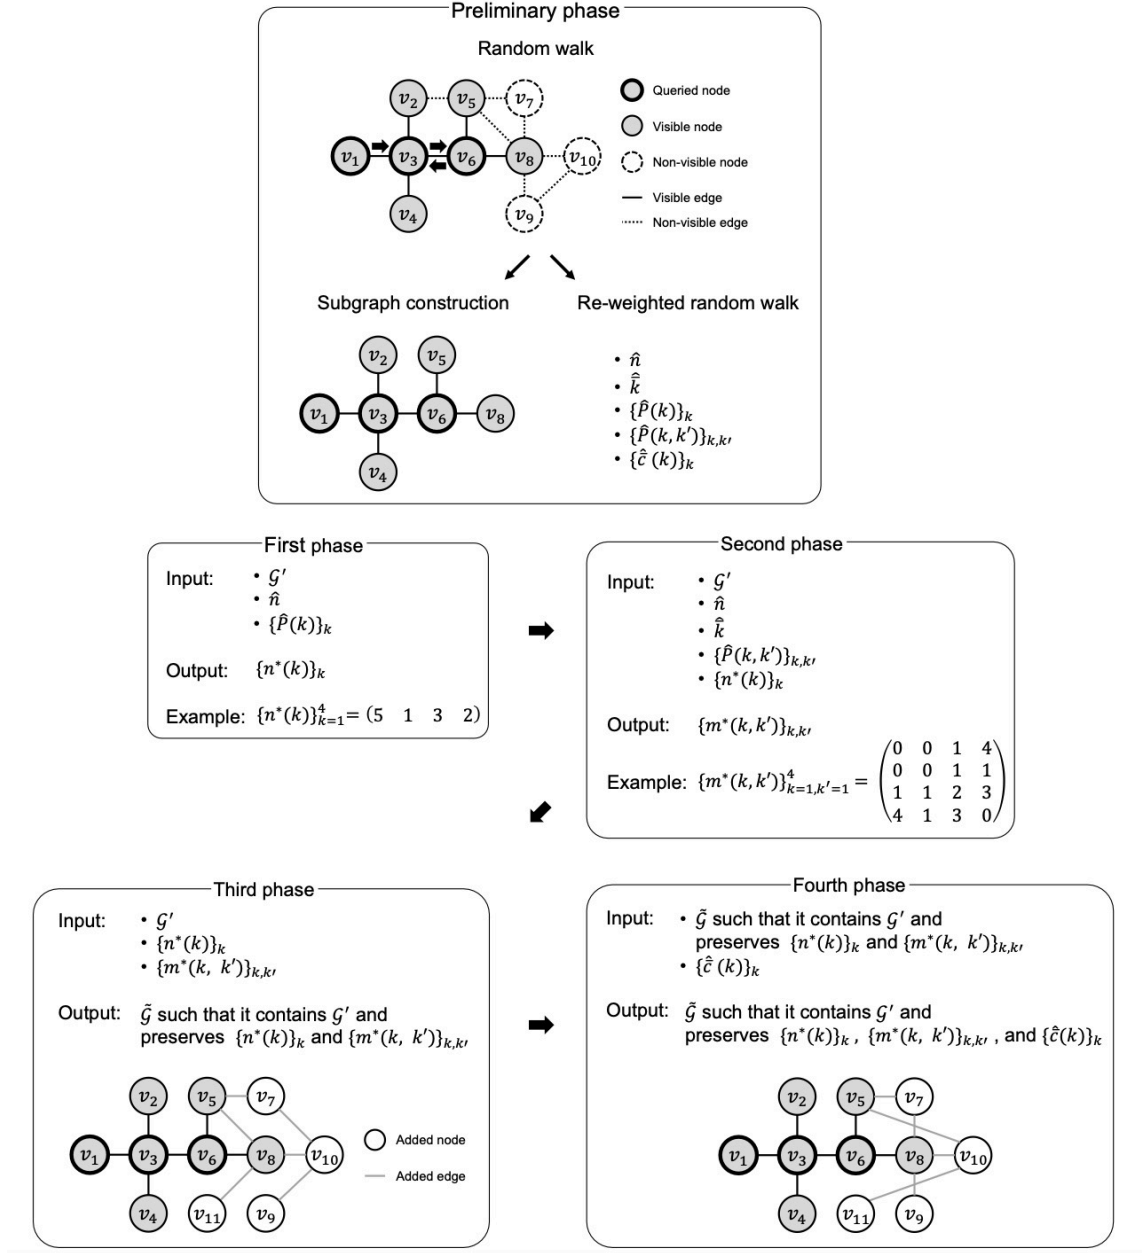 Preliminary phase
Random walk
v₂ v₅ v₇
v₁ v₃ v₆ v₈ v₁₀
v₄ v₉
Queried node
Visible node
Non-visible node
Visible edge
Non-visible edge
Subgraph construction
v₂ v₅
v₁ v₃ v₆ v₈
v₄
Re-weighted random walk
• n̂
• k̄̂
• {P̂(k)}ₖ
• {P̂(k,k′)}ₖ,ₖ′
• {c̄̂ (k)}ₖ
First phase
Input: • 𝒢′
• n̂
• {P̂(k)}ₖ
Output: {n*(k)}ₖ
Example: {n*(k)}⁴ₖ₌₁= (5 1 3 2)
Second phase
Input: • 𝒢′
• n̂
• k̄̂
• {P̂(k,k′)}ₖ,ₖ′
• {n*(k)}ₖ
Output: {m*(k,k′)}ₖ,ₖ′
Example: {m*(k,k′)}⁴ₖ₌₁,ₖ′₌₁ =
0 0 1 4
0 0 1 1
1 1 2 3
4 1 3 0
Third phase
Input: • 𝒢′
• {n*(k)}ₖ
• {m*(k, k′)}ₖ,ₖ′
Output: 𝒢̃ such that it contains 𝒢′ and
preserves {n*(k)}ₖ and {m*(k, k′)}ₖ,ₖ′
v₂ v₅ v₇
v₁ v₃ v₆ v₈ v₁₀
v₄ v₁₁ v₉
Added node
Added edge
Fourth phase
Input: • 𝒢̃ such that it contains 𝒢′ and
preserves {n*(k)}ₖ and {m*(k, k′)}ₖ,ₖ′
• {c̄̂ (k)}ₖ
Output: 𝒢̃ such that it contains 𝒢′ and
preserves {n*(k)}ₖ , {m*(k, k′)}ₖ,ₖ′ , and {c̄̂(k)}ₖ
v₂ v₅ v₇
v₁ v₃ v₆ v₈ v₁₀
v₄ v₁₁ v₉